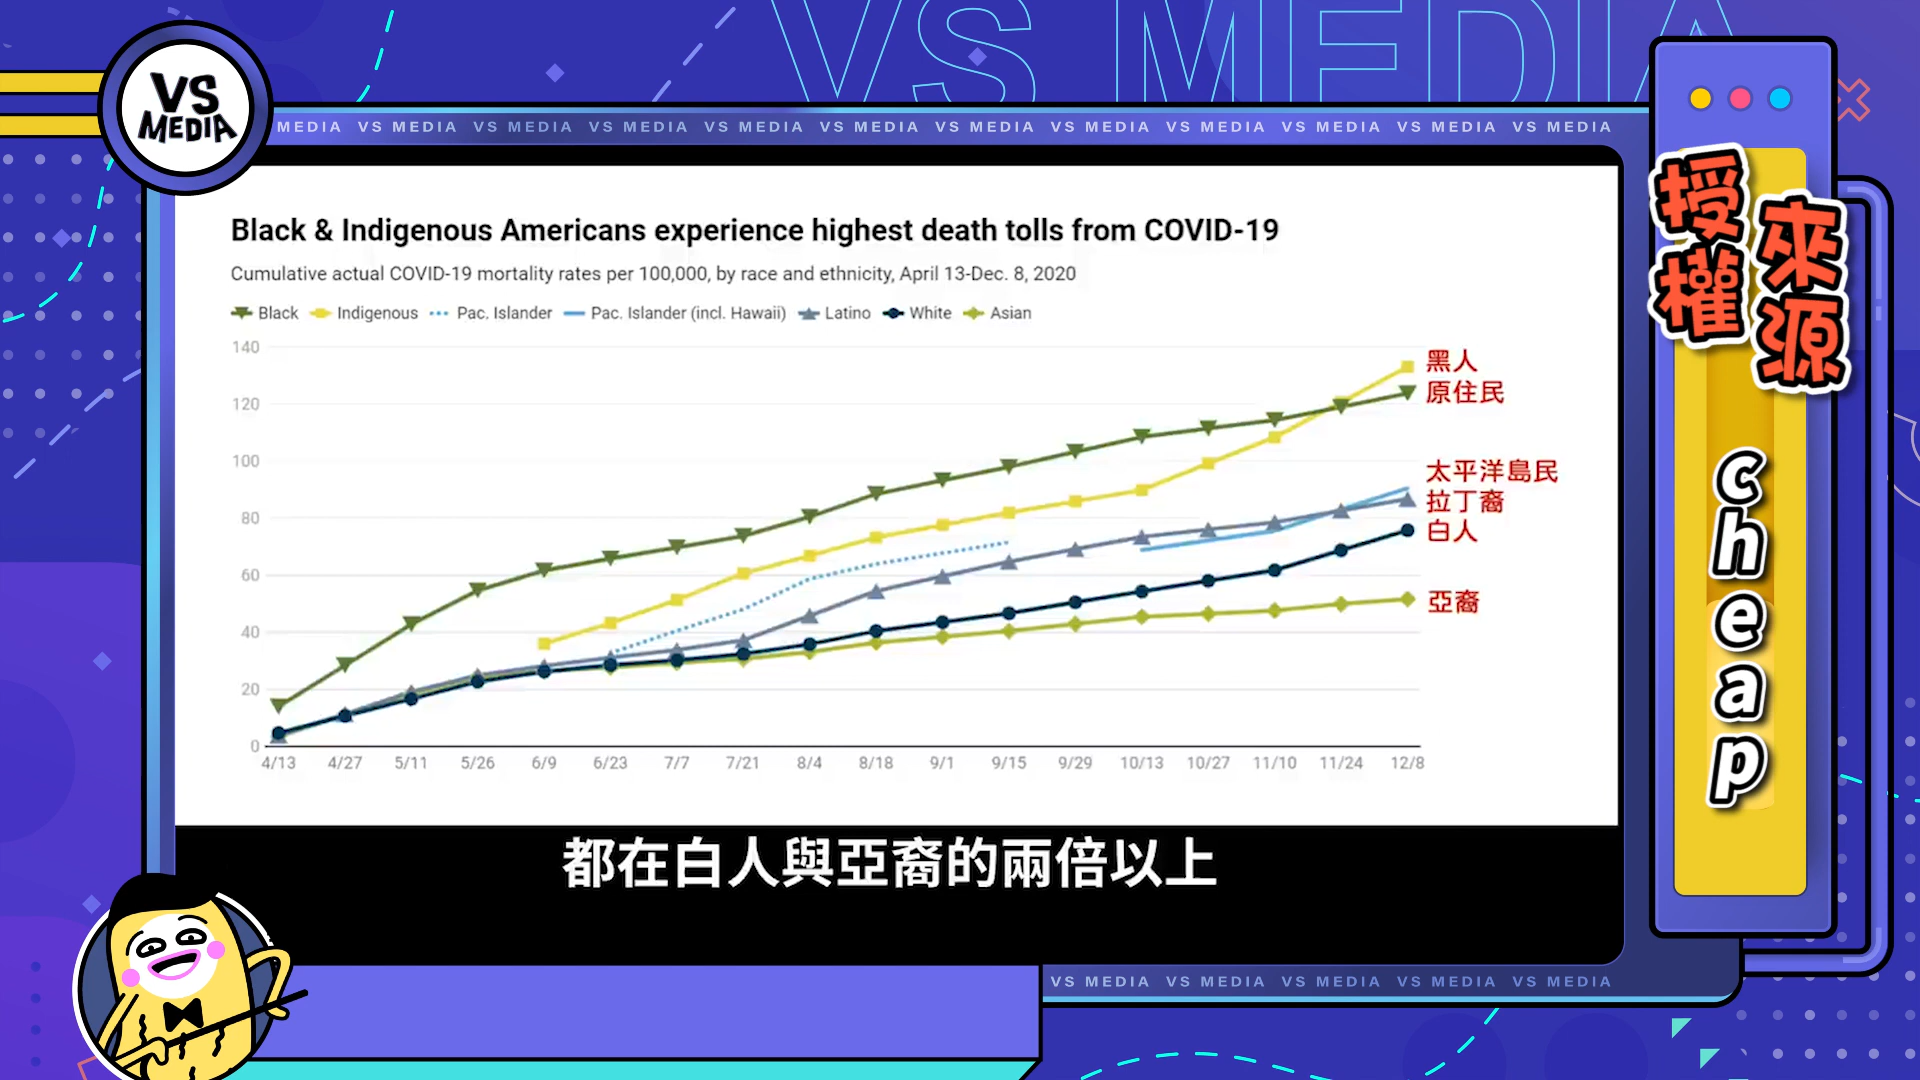 VS MEDIA
VS
MEDIA
MEDIA VS MEDIA VS MEDIA VS MEDIA VS MEDIA VS MEDIA VS MEDIA VS MEDIA VS MEDIA VS MEDIA VS MEDIA VS MEDIA
授權
來源
cheap
Black & Indigenous Americans experience highest death tolls from COVID-19
Cumulative actual COVID-19 mortality rates per 100,000, by race and ethnicity, April 13-Dec. 8, 2020
Black Indigenous Pac. Islander Pac. Islander (incl. Hawaii) Latino White Asian
140
120
100
80
60
40
20
0
黑人
原住民
太平洋島民
拉丁裔
白人
亞裔
4/13 4/27 5/11 5/26 6/9 6/23 7/7 7/21 8/4 8/18 9/1 9/15 9/29 10/13 10/27 11/10 11/24 12/8
都在白人與亞裔的兩倍以上
VS MEDIA VS MEDIA VS MEDIA VS MEDIA VS MEDIA